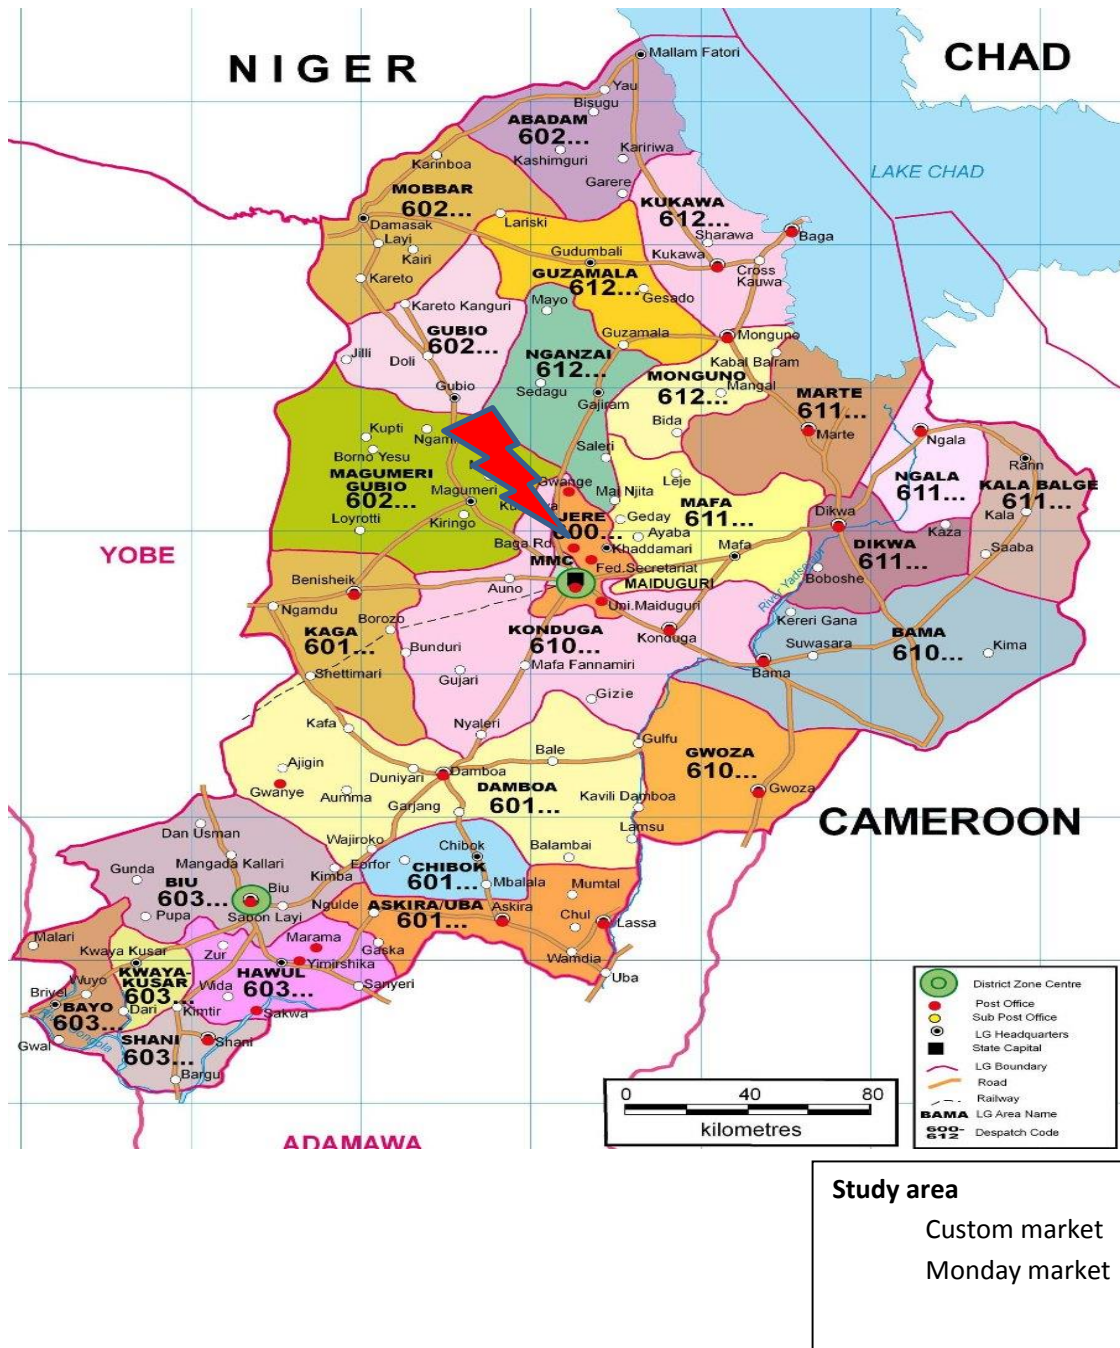 NIGER
CHAD
Mallam Fatori
Yau
Bisugu
ABADAM
602...
Kashimguri
Karinboa
Kaririwa
LAKE CHAD
MOBBAR
602...
Garere
KUKAWA
612...
Damasak
Lariski
Sharawa
Baga
Layi
Kairi
Gudumbali
Kukawa
Cross
Kauwa
Kareto
GUZAMALA
612...
Gesado
Kareto Kanguri
Mayo
GUBIO
602...
Guzamala
Monguno
Jilli
Doli
NGANZAI
612...
Kabal Balram
MONGUNO
612...
Mangal
Gubio
Sedagu
Gajiram
MARTE
611...
Kupti
Ngam
Bida
Marte
Ngala
Borno Yesu
Saleri
Rann
MAGUMERI
GUBIO
602...
Magumeri
Gwange
Leje
NGALA
611...
KALA BALGE
611...
Mai Njita
MAFA
611...
Kala
Loyrotti
Kiringo
JERE
600...
Geday
Dikwa
Kaza
YOBE
Baga Rd.
Ayaba
Khaddamari
Mafa
DIKWA
611...
Saaba
MMC
Fed.Secretariat
MAIDUGURI
Boboshe
Benisheik
Auno
River Yadseram
Ngamdu
Uni.Maiduguri
Kereri Gana
Borozo
KAGA
601...
KONDUGA
610...
Konduga
Suwasara
BAMA
610...
Kima
Bunduri
Mafa Fannamiri
Bama
Shettimari
Gujari
Gizie
Kafa
Nyaleri
Gulfu
GWOZA
610...
Ajigin
Duniyari
Damboa
Bale
Gwanye
Aumma
DAMBOA
601...
Gwoza
Garjang
Kavili Damboa
CAMEROON
Dan Usman
Wajiroko
Lamsu
Gunda
Mangada Kallari
Eorfor
Chibok
Balambai
BIU
603...
Kimba
CHIBOK
601...
Biu
Mbalala
Mumtal
Pupa
Sabon Layi
Ngulde
ASKIRA/UBA
601...
Askira
Chul
Lassa
Malari
Kwaya Kusar
Zur
Marama
Gaska
Wamdia
Yimirshika
KWAYA-
KUSAR
603...
HAWUL
603...
Uba
Wuyo
Wida
Sanyeri
Briyel
BAYO
603...
Dari
Kimtir
Sakwa
Gwal
SHANI
603...
Shani
Bargu
ADAMAWA
0 40 80
kilometres
District Zone Centre
Post Office
Sub Post Office
LG Headquarters
State Capital
LG Boundary
Road
Railway
BAMA LG Area Name
600-
612 Despatch Code
Study area
Custom market
Monday market